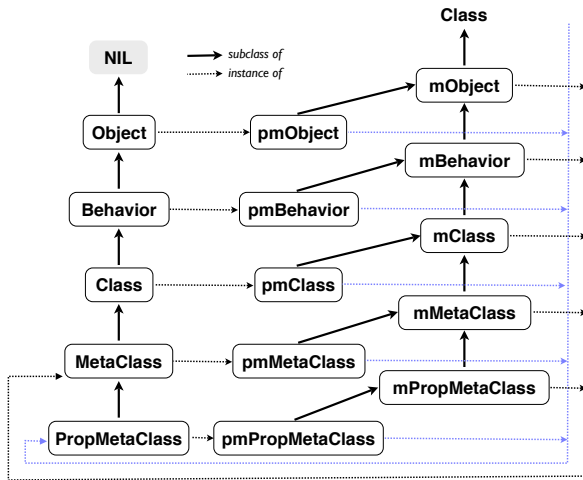 Class
NIL
subclass of
instance of
mObject
Object
pmObject
mBehavior
Behavior
pmBehavior
mClass
Class
pmClass
mMetaClass
MetaClass
pmMetaClass
mPropMetaClass
PropMetaClass
pmPropMetaClass